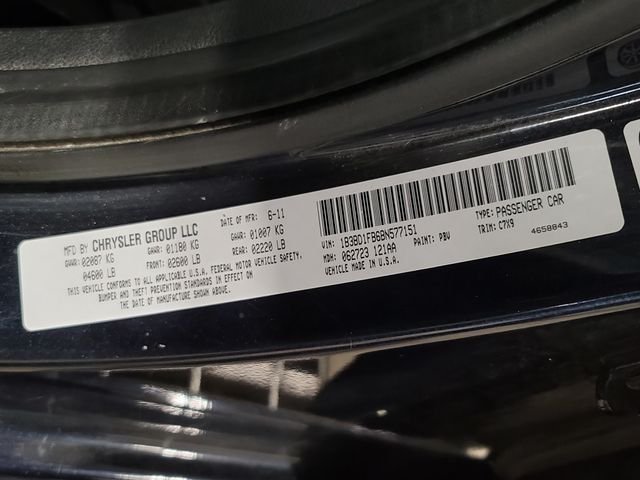 MFD BY CHRYSLER GROUP LLC DATE OF MFR: 6-11
GVWR: 02087 KG GAWR: 01180 KG GAWR: 01007 KG
04600 LB FRONT: 02600 LB REAR: 02220 LB
THIS VEHICLE CONFORMS TO ALL APPLICABLE U.S.A. FEDERAL MOTOR VEHICLE SAFETY,
BUMPER AND THEFT PREVENTION STANDARDS IN EFFECT ON
THE DATE OF MANUFACTURE SHOWN ABOVE.
VIN: 1B3BD1FB6BN577151 TYPE: PASSENGER CAR
MDH: 062723 121AA PAINT: PBV TRIM: C7X9
VEHICLE MADE IN U.S.A. 4658843